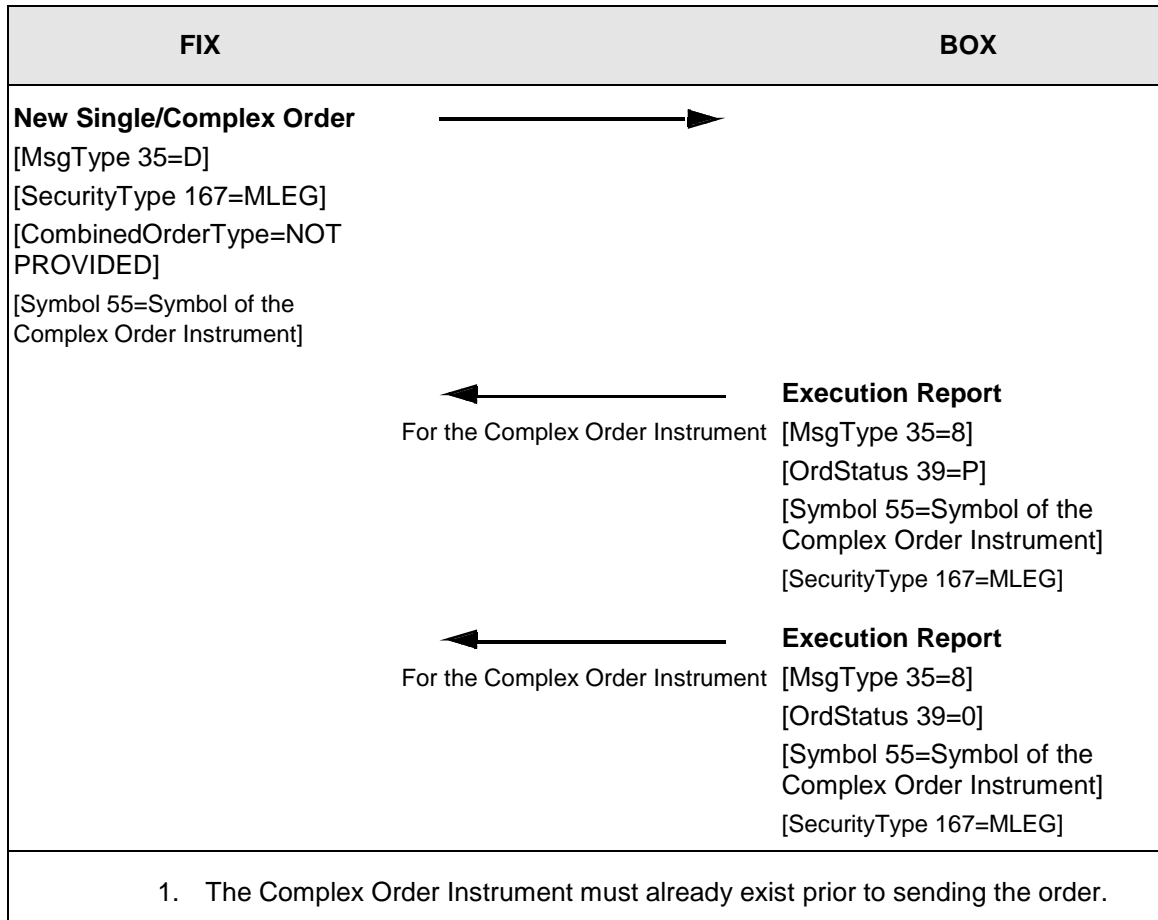 FIX
BOX
New Single/Complex Order
[MsgType 35=D]
[SecurityType 167=MLEG]
[CombinedOrderType=NOT
PROVIDED]
[Symbol 55=Symbol of the
Complex Order Instrument]
Execution Report
For the Complex Order Instrument
[MsgType 35=8]
[OrdStatus 39=P]
[Symbol 55=Symbol of the
Complex Order Instrument]
[SecurityType 167=MLEG]
Execution Report
For the Complex Order Instrument
[MsgType 35=8]
[OrdStatus 39=0]
[Symbol 55=Symbol of the
Complex Order Instrument]
[SecurityType 167=MLEG]
1. The Complex Order Instrument must already exist prior to sending the order.